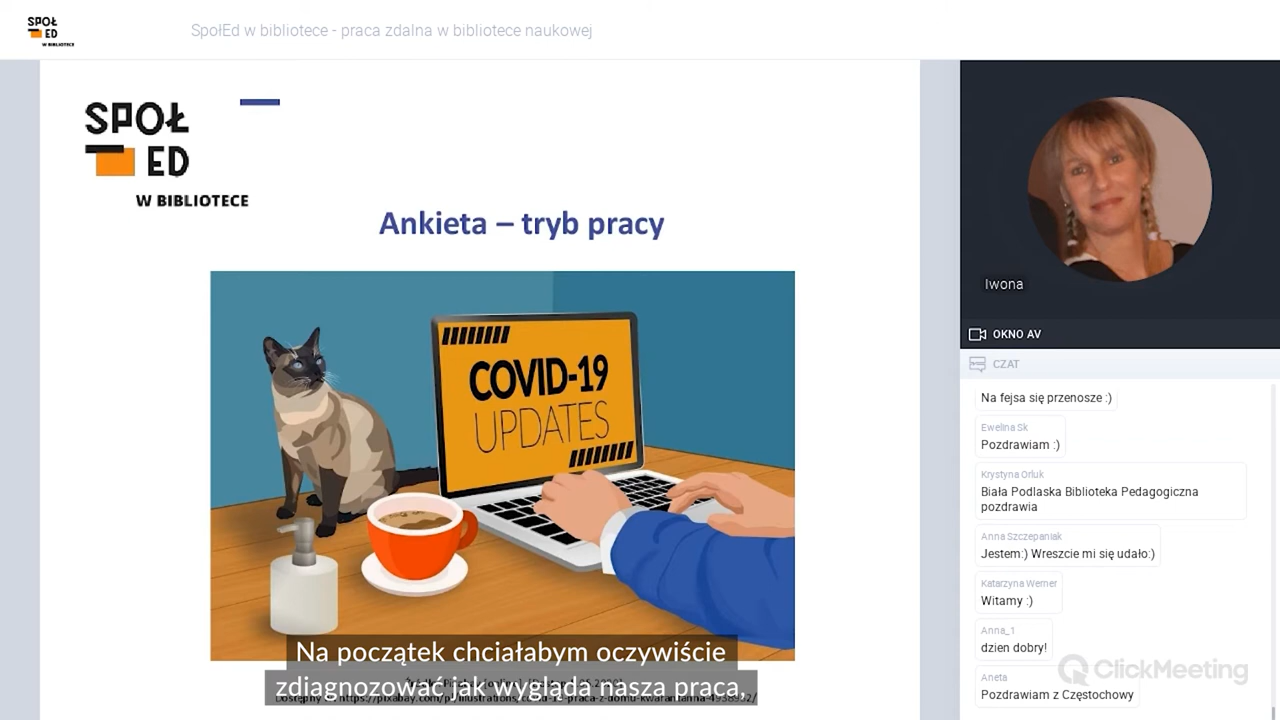 SPOŁ
ED
W BIBLIOTECE
SpołEd w bibliotece - praca zdalna w bibliotece naukowej
SPOŁ
ED
W BIBLIOTECE
Ankieta – tryb pracy
COVID-19
UPDATES
Na początek chciałabym oczywiście
zdiagnozować jak wygląda nasza praca,
Iwona
OKNO AV
CZAT
Na fejsa się przenosze :)
Ewelina Sk
Pozdrawiam :)
Krystyna Orluk
Biała Podlaska Biblioteka Pedagogiczna
pozdrawia
Anna Szczepaniak
Jestem:) Wreszcie mi się udało:)
Katarzyna Werner
Witamy :)
Anna_1
dzien dobry!
Aneta
Pozdrawiam z Częstochowy
ClickMeeting